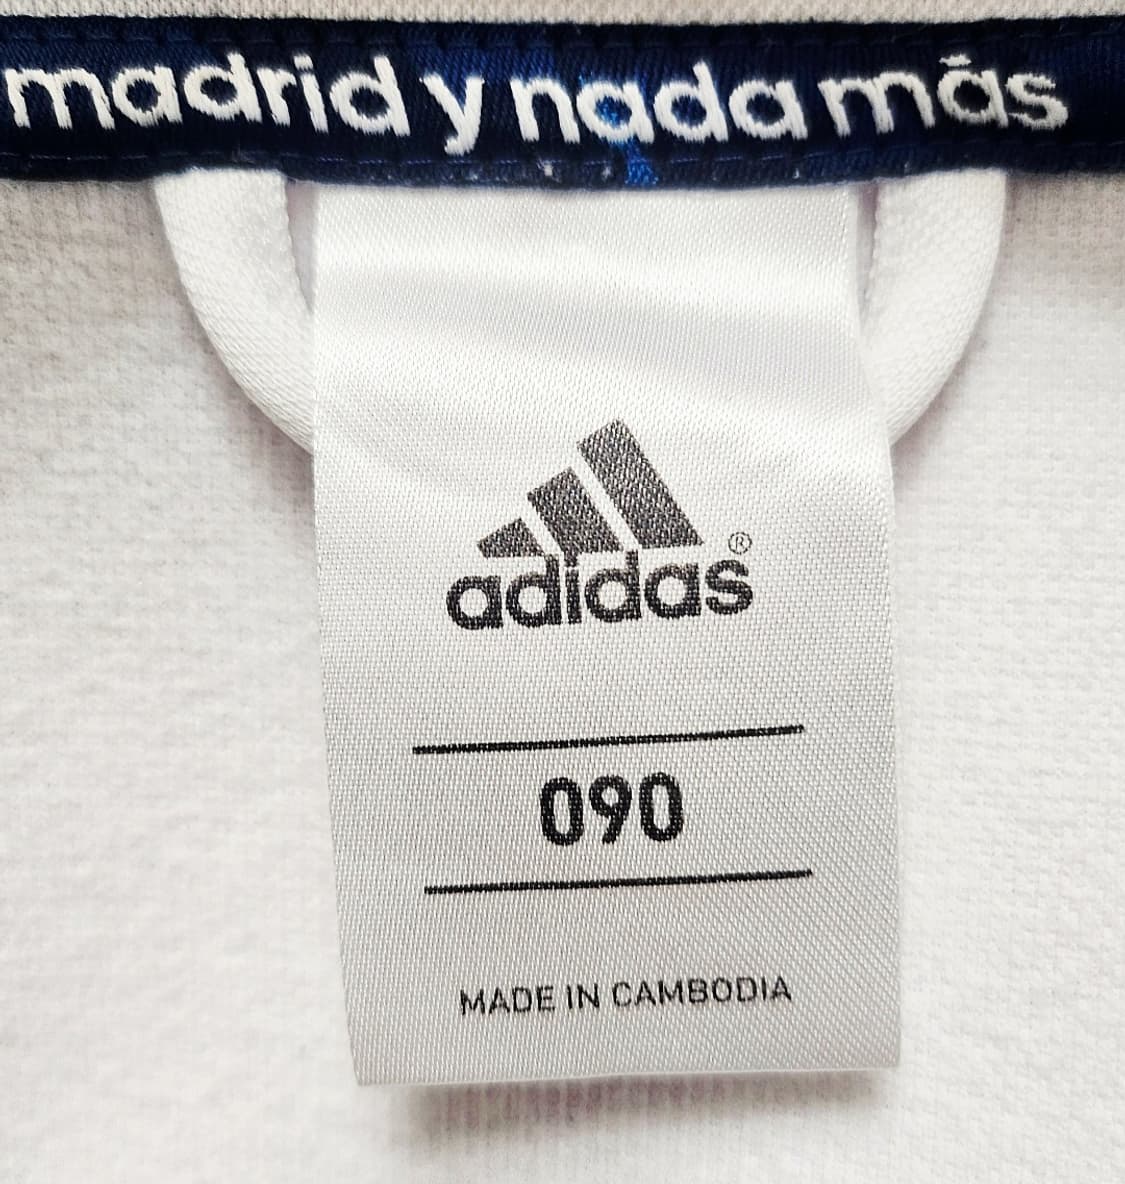 madrid y nada más
adidas®
090
MADE IN CAMBODIA